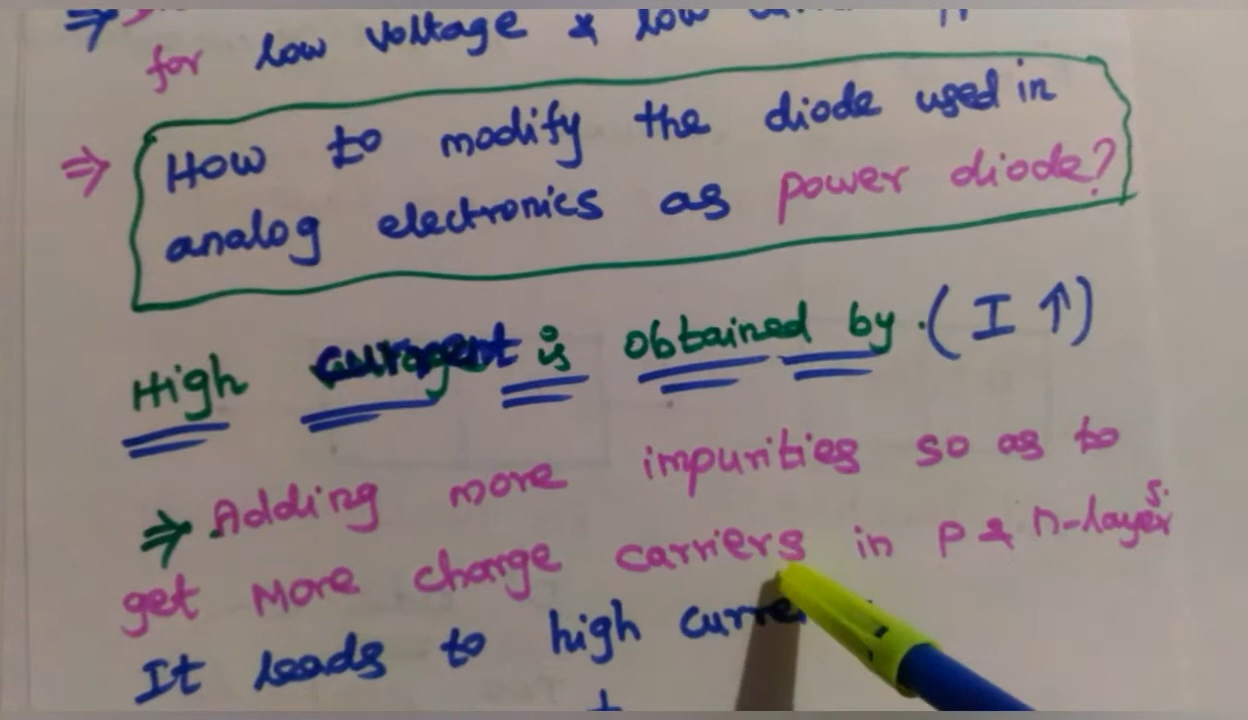 ⇒
for low voltage & low
⇒ How to modify the diode used in
analog electronics as power diode?
High current is obtained by. (I ↑)
⇒ Adding more impurities so as to
get more charge carriers in P & n-layers.
It leads to high